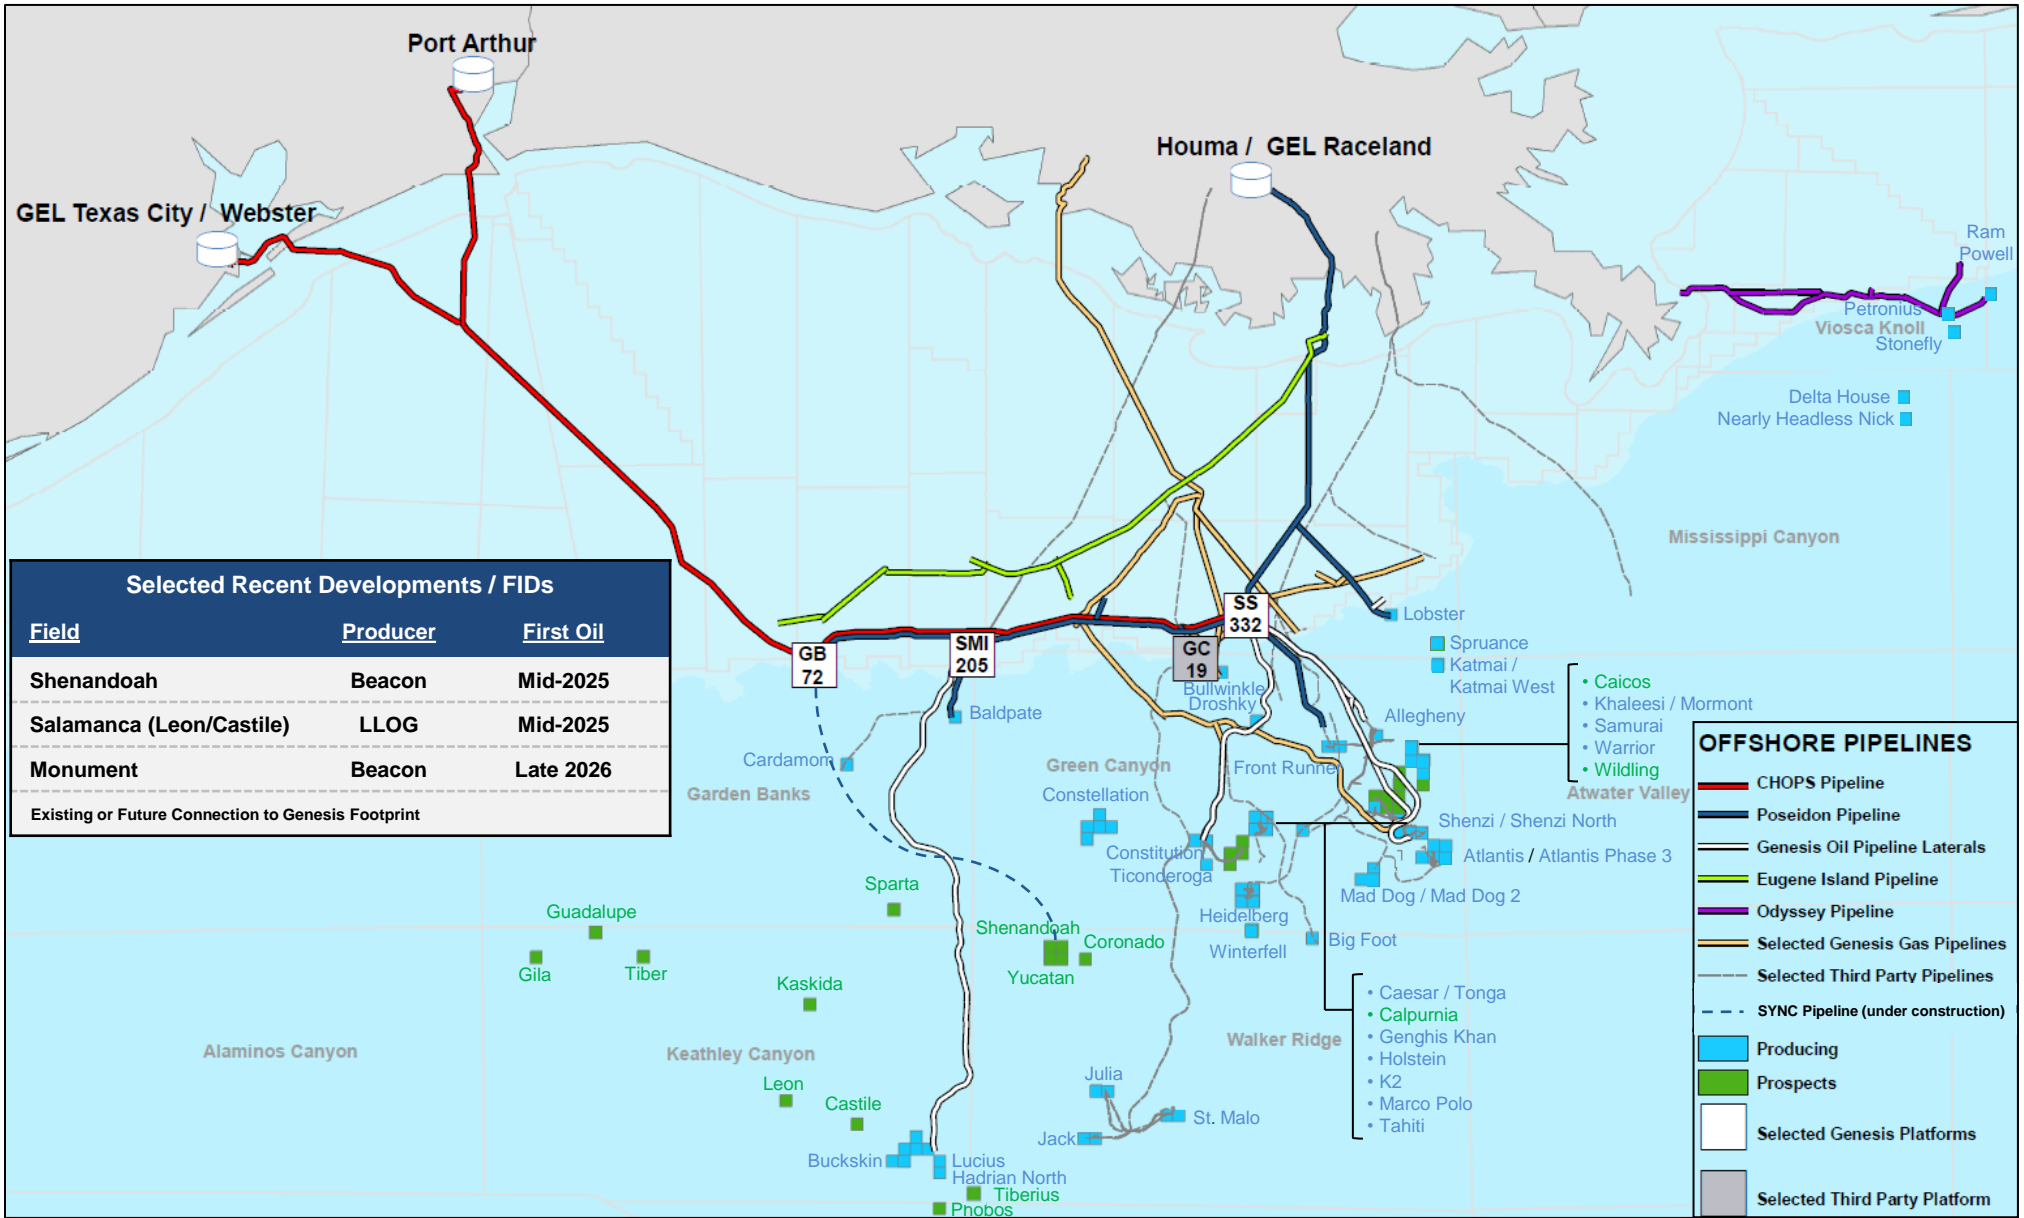 Port Arthur
Houma / GEL Raceland
GEL Texas City / Webster
Ram
Powell
Petronius
Viosca Knoll
Stonefly
Delta House
Nearly Headless Nick
Mississippi Canyon
Selected Recent Developments / FIDs
Field Producer First Oil
Shenandoah Beacon Mid-2025
Salamanca (Leon/Castile) LLOG Mid-2025
Monument Beacon Late 2026
Existing or Future Connection to Genesis Footprint
GB
72
SMI
205
GC
19
SS
332
Lobster
Spruance
Katmai /
Katmai West
Bullwinkle
Droshky
Baldpate
Cardamom
Garden Banks
Green Canyon
Constellation
Front Runner
Allegheny
• Caicos
• Khaleesi / Mormont
• Samurai
• Warrior
• Wildling
Atwater Valley
Constitution
Ticonderoga
Shenzi / Shenzi North
Atlantis / Atlantis Phase 3
Mad Dog / Mad Dog 2
Heidelberg
Winterfell
Big Foot
Sparta
Shenandoah
Coronado
Yucatan
Guadalupe
Gila
Tiber
Kaskida
Alaminos Canyon
Keathley Canyon
Walker Ridge
• Caesar / Tonga
• Calpurnia
• Genghis Khan
• Holstein
• K2
• Marco Polo
• Tahiti
Leon
Castile
Julia
St. Malo
Jack
Buckskin
Lucius
Hadrian North
Tiberius
Phobos
OFFSHORE PIPELINES
CHOPS Pipeline
Poseidon Pipeline
Genesis Oil Pipeline Laterals
Eugene Island Pipeline
Odyssey Pipeline
Selected Genesis Gas Pipelines
Selected Third Party Pipelines
SYNC Pipeline (under construction)
Producing
Prospects
Selected Genesis Platforms
Selected Third Party Platform